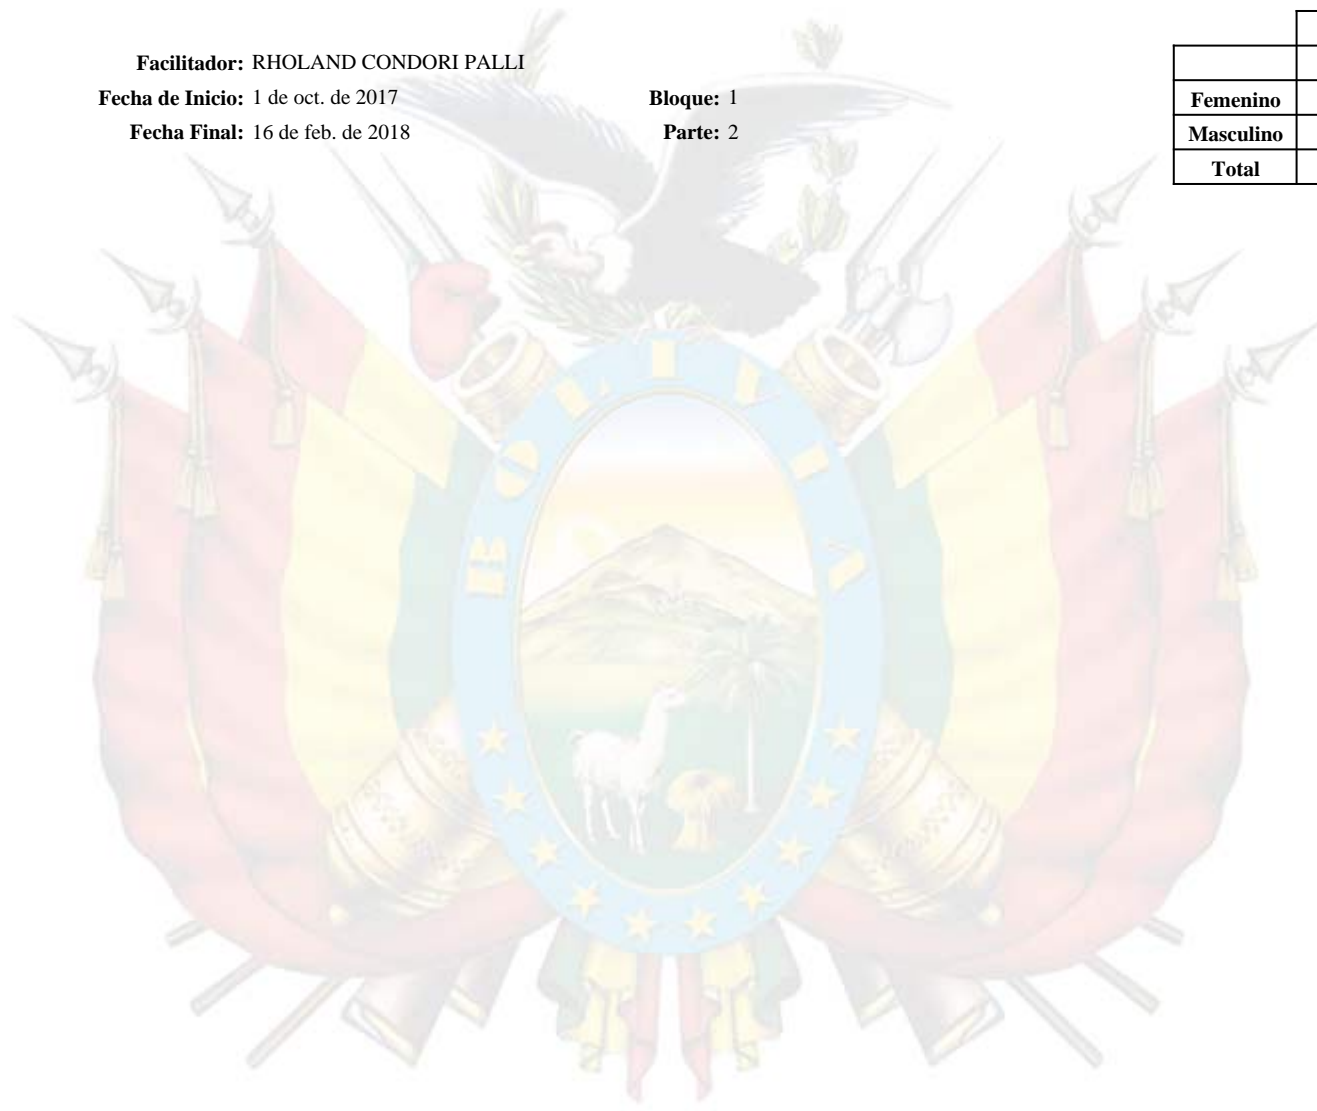 Facilitador: RHOLAND CONDORI PALLI
Fecha de Inicio: 1 de oct. de 2017 Bloque: 1
Fecha Final: 16 de feb. de 2018 Parte: 2
Femenino
Masculino
Total
BOLIVIA